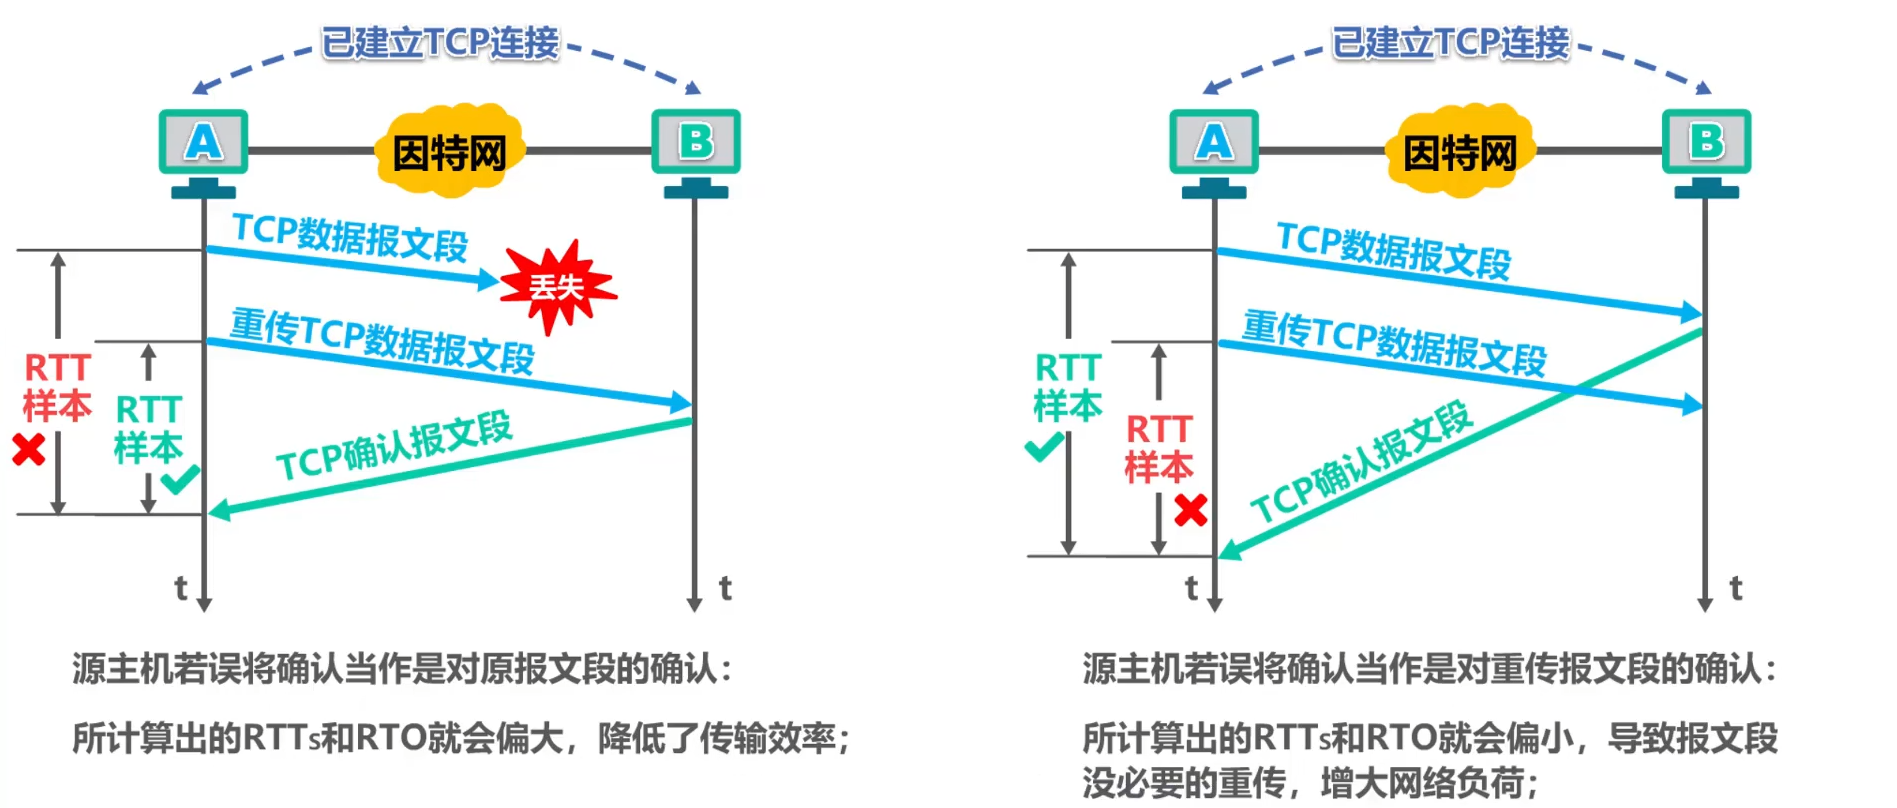 已建立TCP连接
A
因特网
B
TCP数据报文段
丢失
重传TCP数据报文段
RTT
样本
RTT
样本
TCP确认报文段
t
t
源主机若误将确认当作是对原报文段的确认：
所计算出的RTTs和RTO就会偏大，降低了传输效率；
已建立TCP连接
A
因特网
B
TCP数据报文段
重传TCP数据报文段
RTT
样本
RTT
样本
TCP确认报文段
t
t
源主机若误将确认当作是对重传报文段的确认：
所计算出的RTTs和RTO就会偏小，导致报文段
没必要的重传，增大网络负荷；